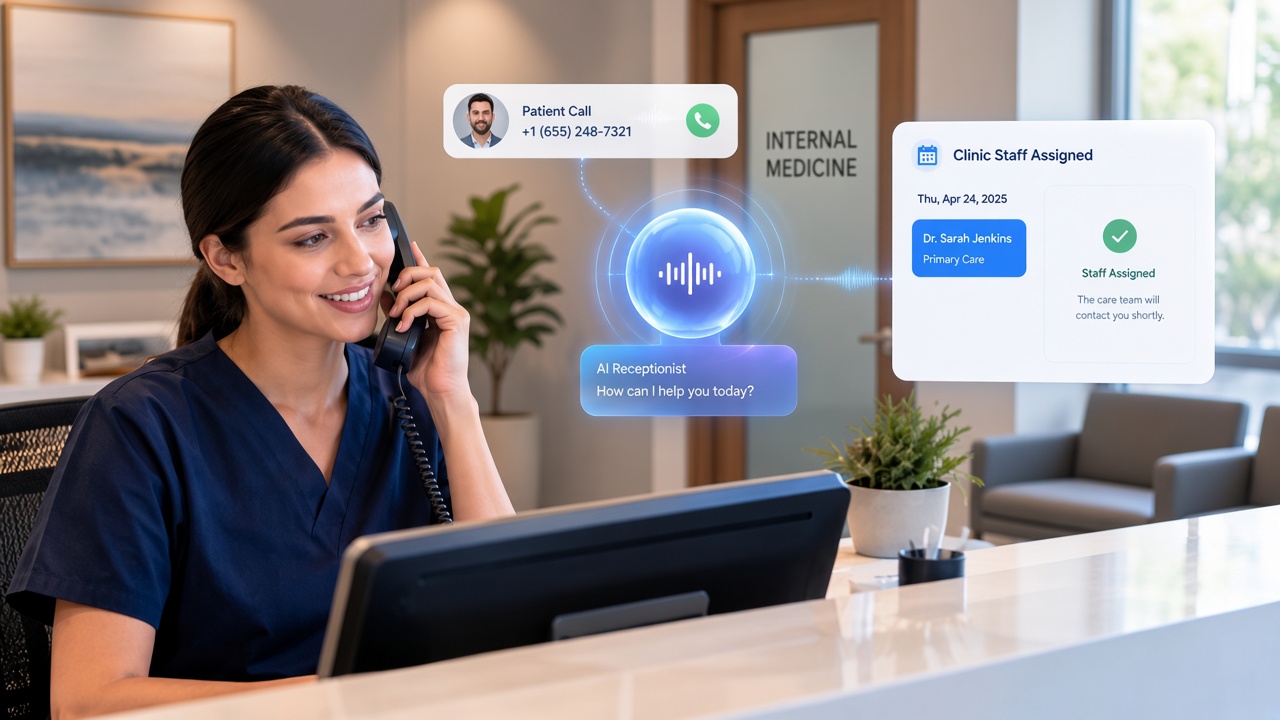 Patient Call
+1 (655) 248-7321
INTERNAL
MEDICINE
Clinic Staff Assigned
Thu, Apr 24, 2025
Dr. Sarah Jenkins
Primary Care
Staff Assigned
The care team will
contact you shortly.
AI Receptionist
How can I help you today?